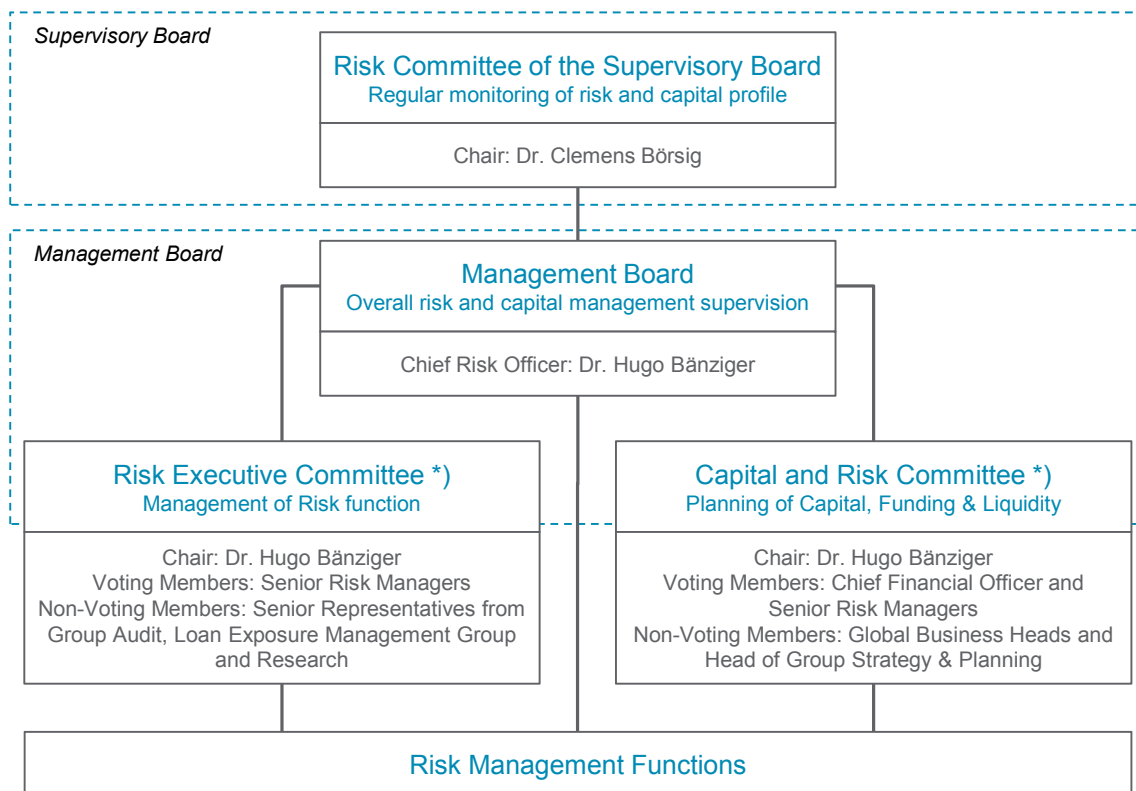 Supervisory Board
Risk Committee of the Supervisory Board
Regular monitoring of risk and capital profile
Chair: Dr. Clemens Börsig
Management Board
Management Board
Overall risk and capital management supervision
Chief Risk Officer: Dr. Hugo Bänziger
Risk Executive Committee *)
Management of Risk function
Chair: Dr. Hugo Bänziger
Voting Members: Senior Risk Managers
Non-Voting Members: Senior Representatives from
Group Audit, Loan Exposure Management Group
and Research
Capital and Risk Committee *)
Planning of Capital, Funding & Liquidity
Chair: Dr. Hugo Bänziger
Voting Members: Chief Financial Officer and
Senior Risk Managers
Non-Voting Members: Global Business Heads and
Head of Group Strategy & Planning
Risk Management Functions